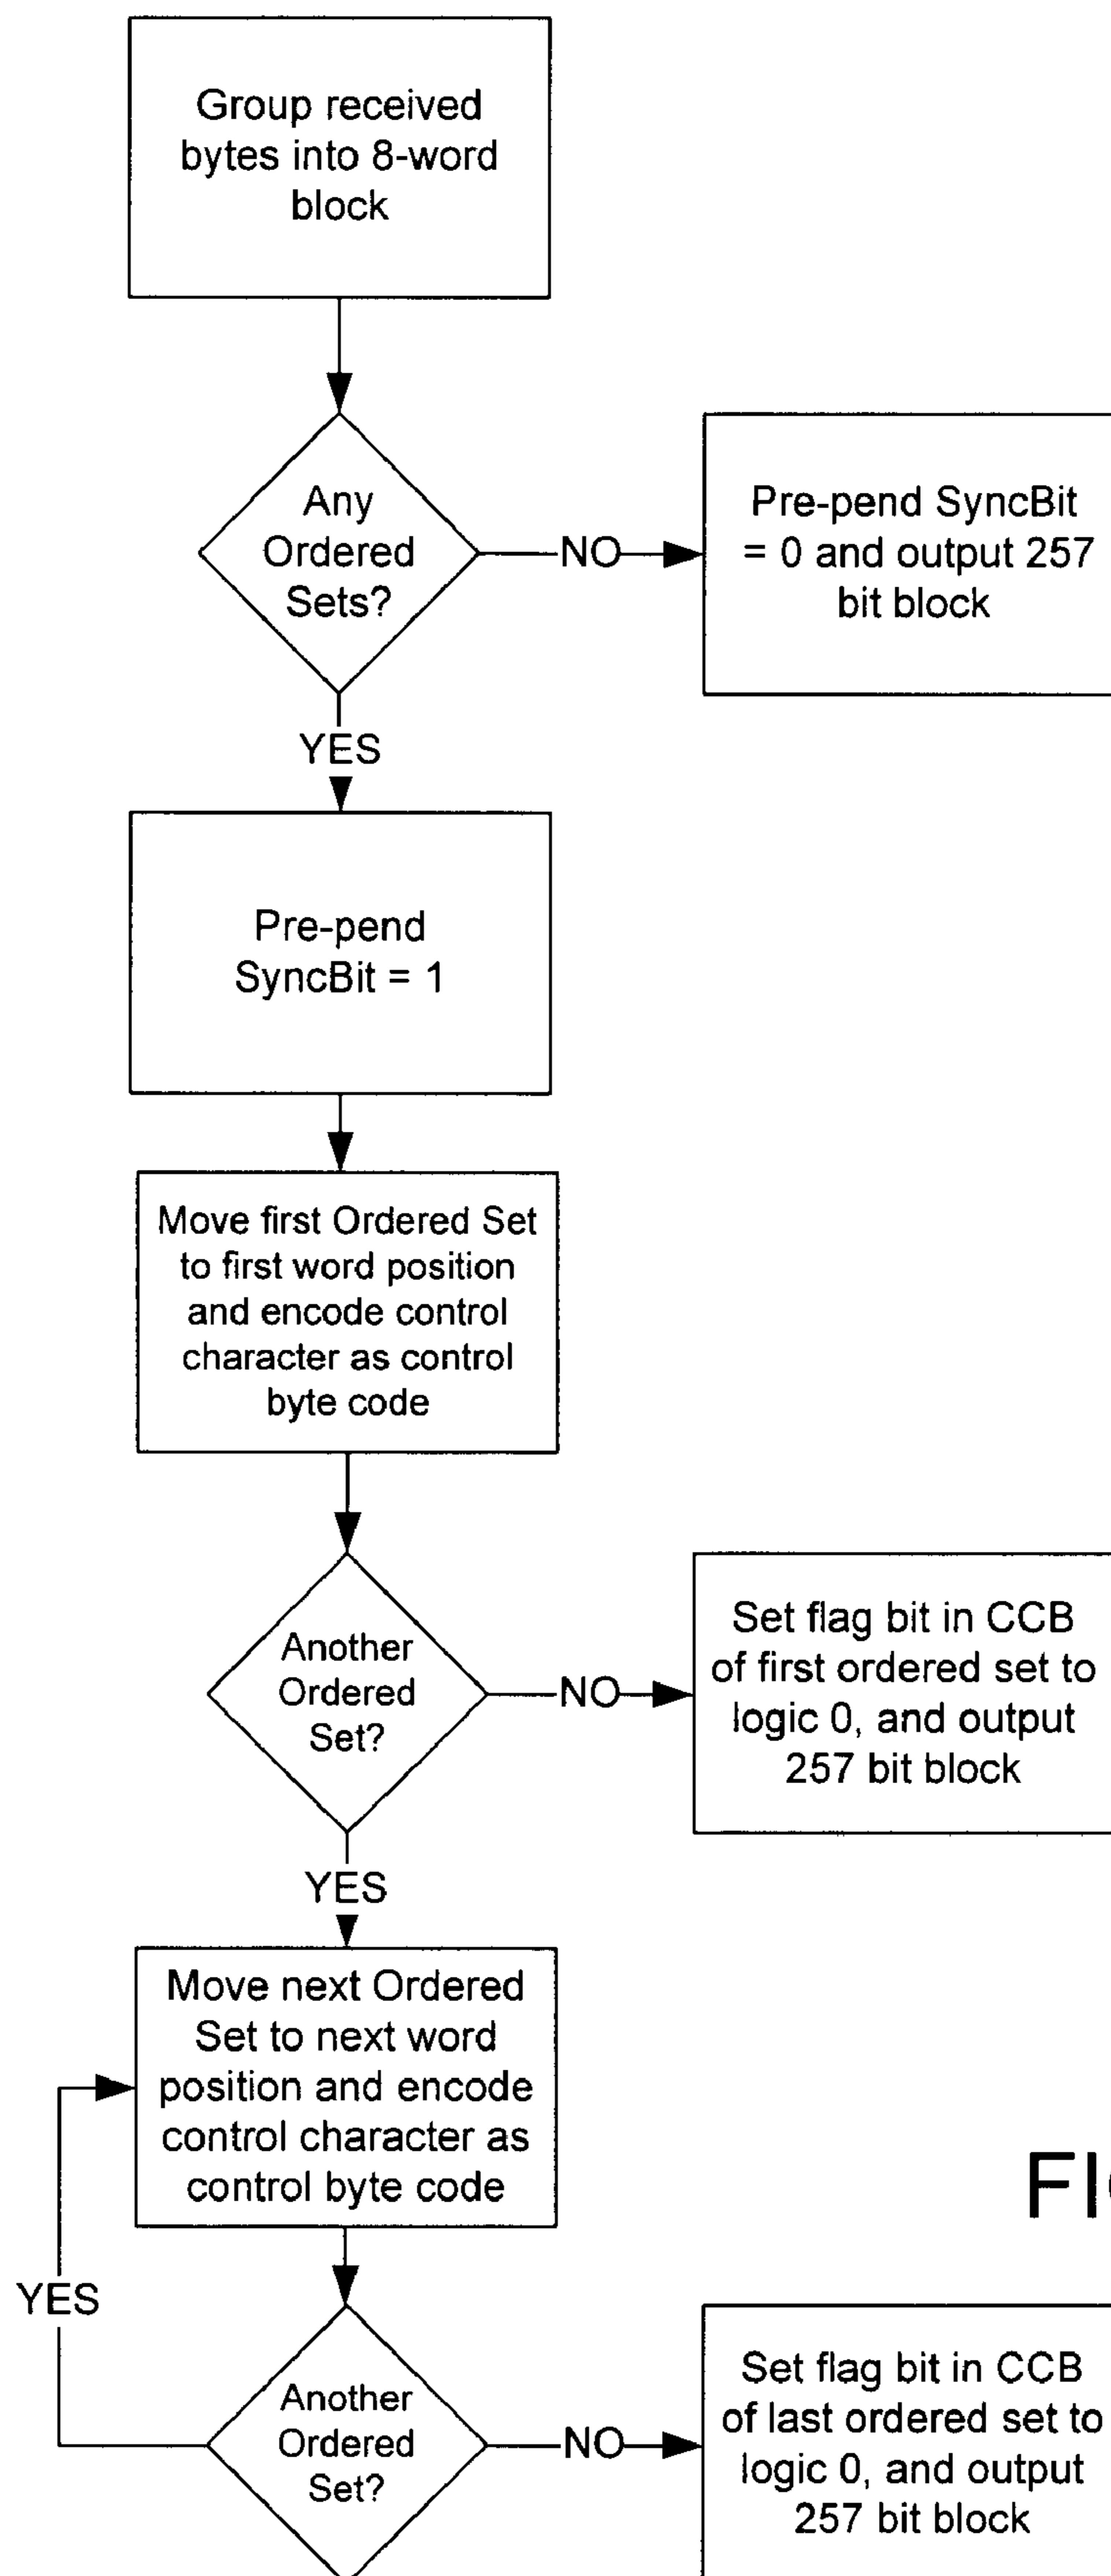 Group received
bytes into 8-word
block
Any
Ordered
Sets?
NO
Pre-pend SyncBit
= 0 and output 257
bit block
YES
Pre-pend
SyncBit = 1
Move first Ordered Set
to first word position
and encode control
character as control
byte code
Another
Ordered
Set?
NO
Set flag bit in CCB
of first ordered set to
logic 0, and output
257 bit block
YES
Move next Ordered
Set to next word
position and encode
control character as
control byte code
YES
Another
Ordered
Set?
NO
Set flag bit in CCB
of last ordered set to
logic 0, and output
257 bit block